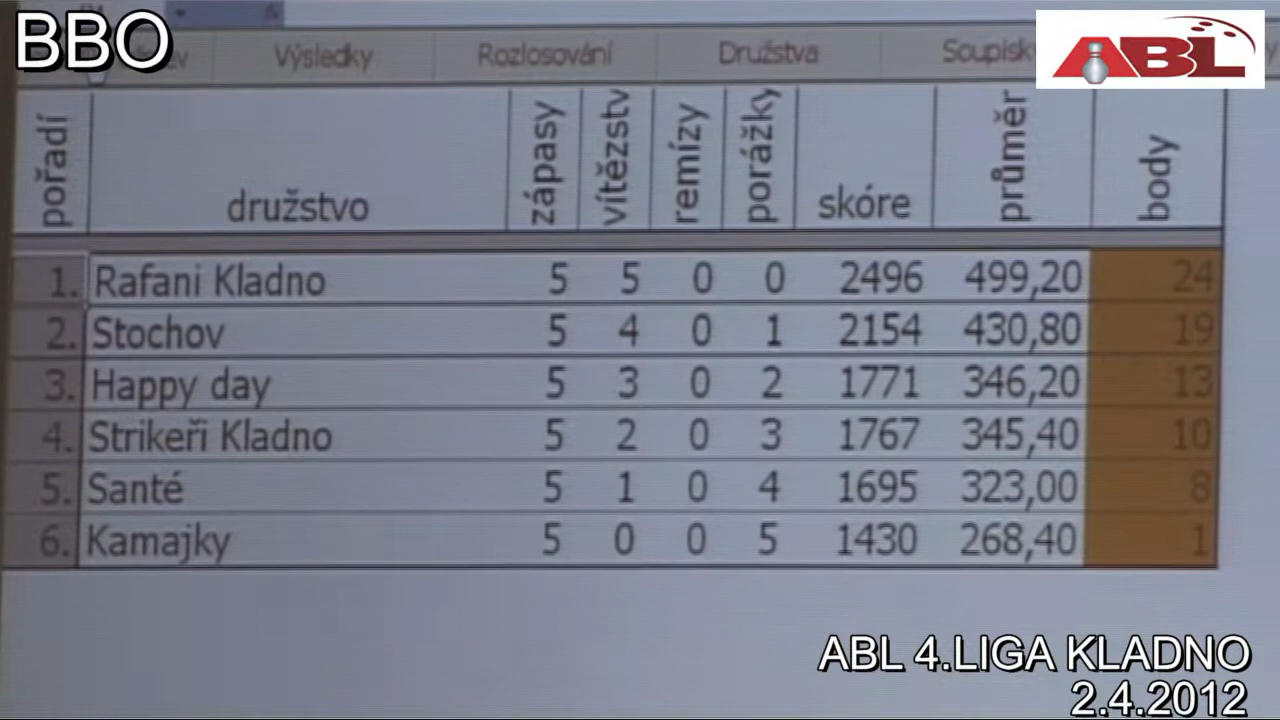 BBO
Výsledky Rozlosování Družstva Soupisky
ABL
pořadí družstvo zápasy vítězstv remízy porážky skóre průměr body
1. Rafani Kladno 5 5 0 0 2496 499,20 24
2. Stochov 5 4 0 1 2154 430,80 19
3. Happy day 5 3 0 2 1771 346,20 13
4. Strikeři Kladno 5 2 0 3 1767 345,40 10
5. Santé 5 1 0 4 1695 323,00 8
6. Kamajky 5 0 0 5 1430 268,40 1
ABL 4.LIGA KLADNO
2.4.2012